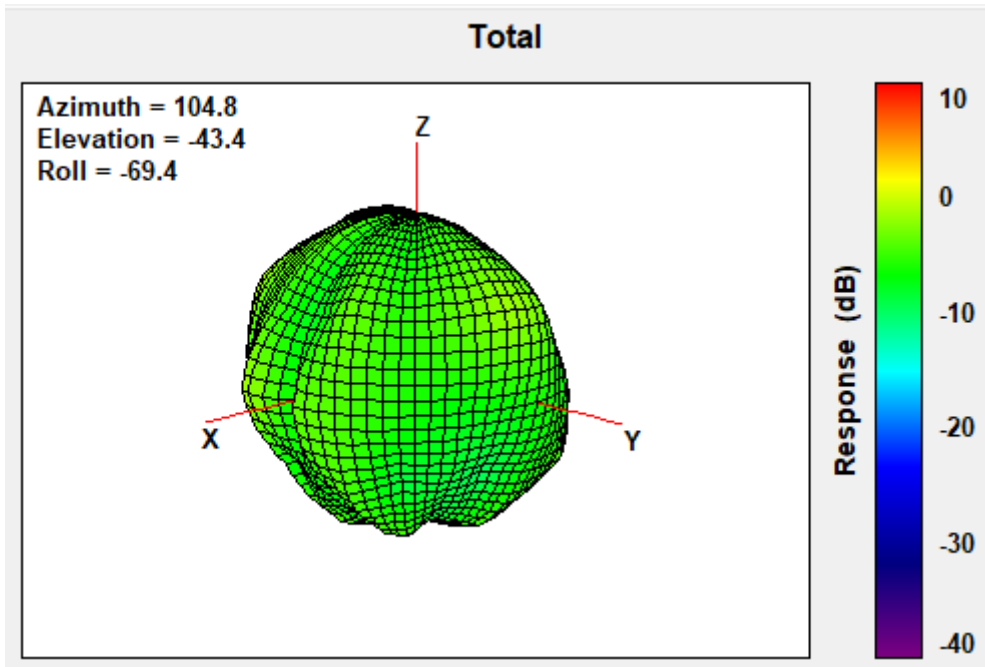 Total
Azimuth = 104.8
Elevation = -43.4
Roll = -69.4
Z
X
Y
Response (dB)
10
0
-10
-20
-30
-40